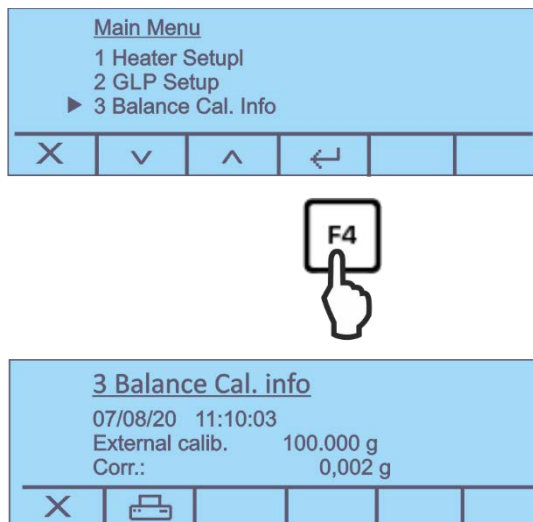 Main Menu
1 Heater Setupl
2 GLP Setup
▶ 3 Balance Cal. Info
F4
3 Balance Cal. info
07/08/20 11:10:03
External calib. 100.000 g
Corr.: 0,002 g